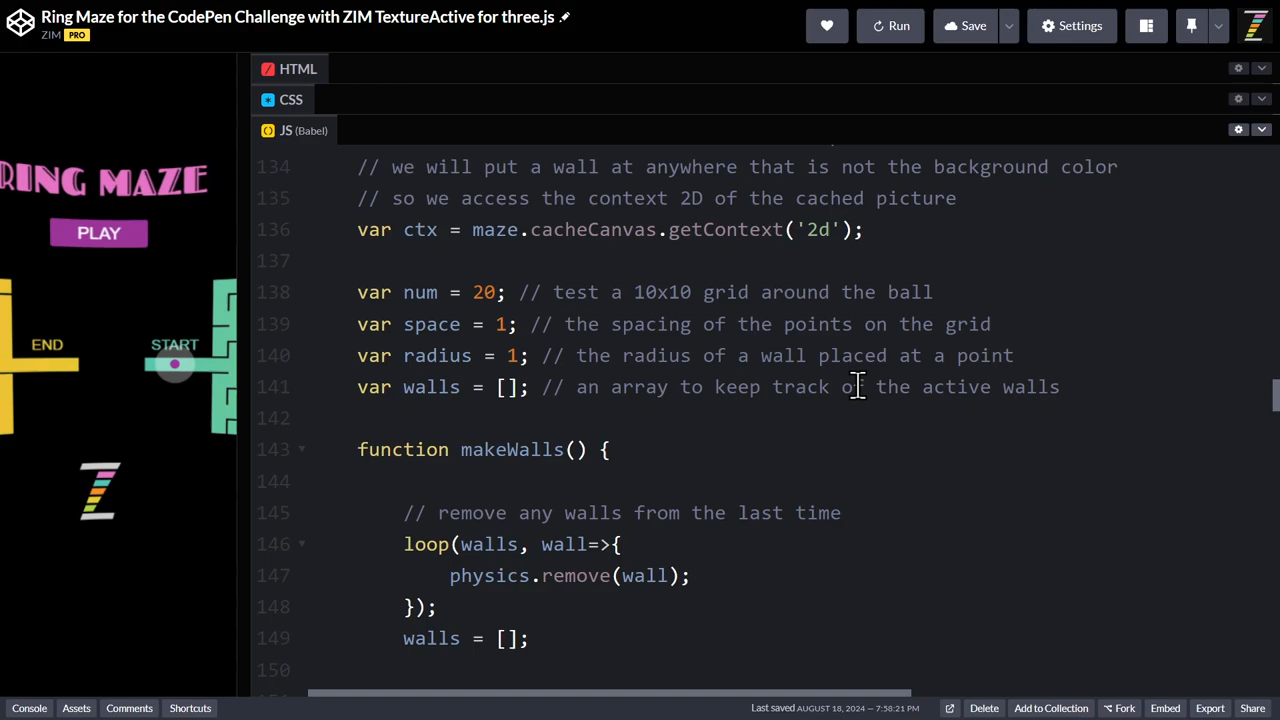 Ring Maze for the CodePen Challenge with ZIM TextureActive for three.js
ZIM PRO
Run
Save
Settings
HTML
CSS
JS (Babel)
RING MAZE
PLAY
END
START
134 // we will put a wall at anywhere that is not the background color
135 // so we access the context 2D of the cached picture
136 var ctx = maze.cacheCanvas.getContext('2d');
137
138 var num = 20; // test a 10x10 grid around the ball
139 var space = 1; // the spacing of the points on the grid
140 var radius = 1; // the radius of a wall placed at a point
141 var walls = []; // an array to keep track of the active walls
142
143 function makeWalls() {
144
145 // remove any walls from the last time
146 loop(walls, wall=>{
147 physics.remove(wall);
148 });
149 walls = [];
150
Console Assets Comments Shortcuts Last saved AUGUST 18, 2024 — 7:58:21 PM Delete Add to Collection Fork Embed Export Share